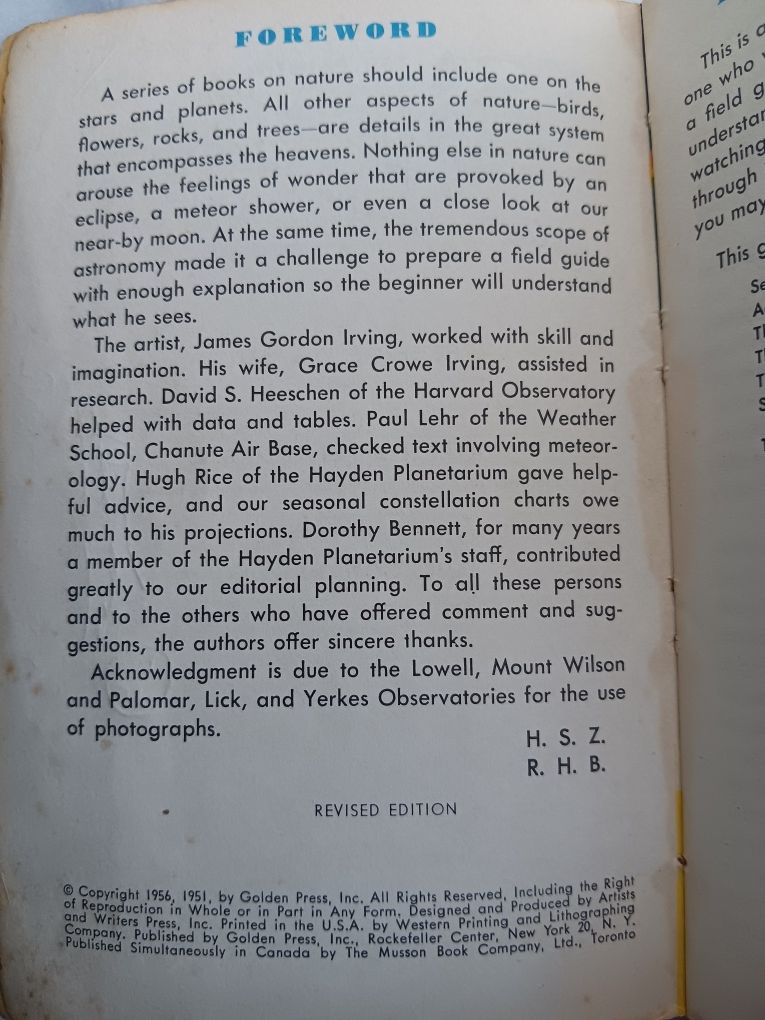 FOREWORD
A series of books on nature should include one on the
stars and planets. All other aspects of nature—birds,
flowers, rocks, and trees—are details in the great system
that encompasses the heavens. Nothing else in nature can
arouse the feelings of wonder that are provoked by an
eclipse, a meteor shower, or even a close look at our
near-by moon. At the same time, the tremendous scope of
astronomy made it a challenge to prepare a field guide
with enough explanation so the beginner will understand
what he sees.
The artist, James Gordon Irving, worked with skill and
imagination. His wife, Grace Crowe Irving, assisted in
research. David S. Heeschen of the Harvard Observatory
helped with data and tables. Paul Lehr of the Weather
School, Chanute Air Base, checked text involving meteor-
ology. Hugh Rice of the Hayden Planetarium gave help-
ful advice, and our seasonal constellation charts owe
much to his projections. Dorothy Bennett, for many years
a member of the Hayden Planetarium's staff, contributed
greatly to our editorial planning. To all these persons
and to the others who have offered comment and sug-
gestions, the authors offer sincere thanks.
Acknowledgment is due to the Lowell, Mount Wilson
and Palomar, Lick, and Yerkes Observatories for the use
of photographs.
H. S. Z.
R. H. B.
REVISED EDITION
© Copyright 1956, 1951, by Golden Press, Inc. All Rights Reserved, Including the Right
of Reproduction in Whole or in Part in Any Form. Designed and Produced by Artists
and Writers Press, Inc. Printed in the U.S.A. by Western Printing and Lithographing
Company. Published by Golden Press, Inc., Rockefeller Center, New York 20, N. Y.
Published Simultaneously in Canada by The Musson Book Company, Ltd., Toronto
This is a
one who
a field
watching
through
you may
This